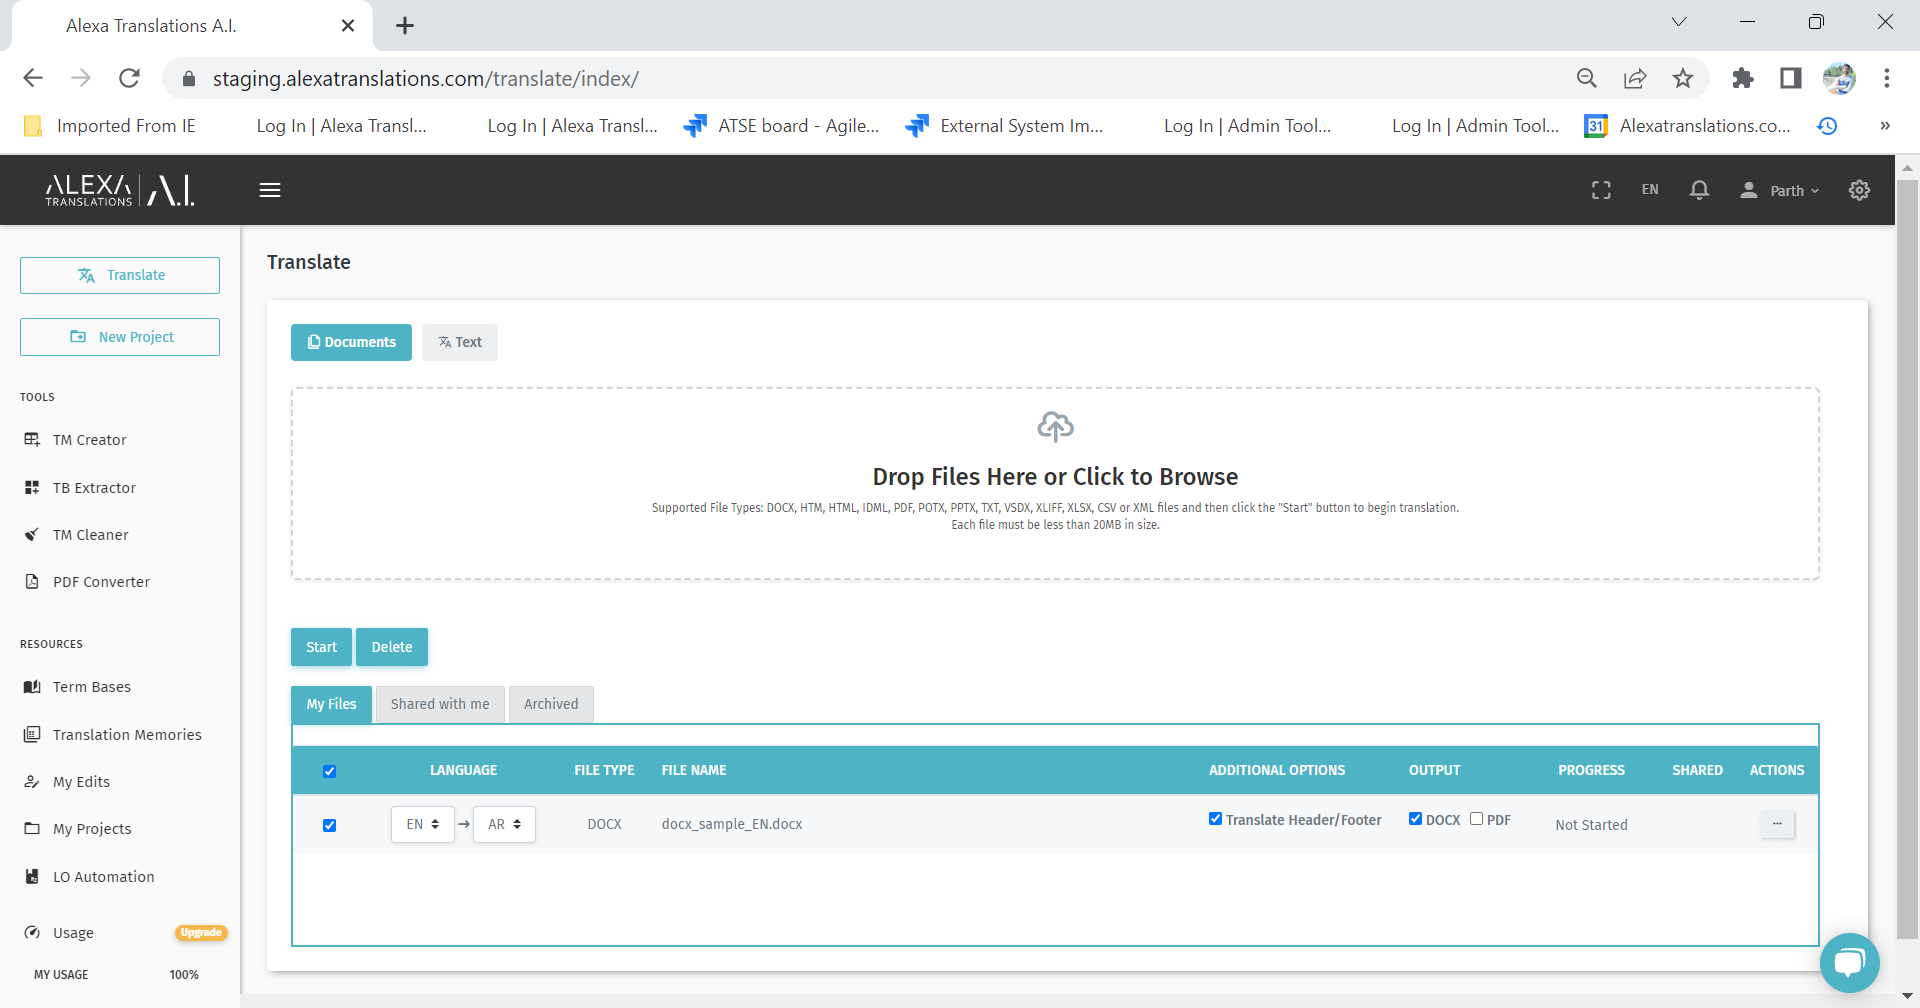 Alexa Translations A.I.
staging.alexatranslations.com/translate/index/
Imported From IE
Log In | Alexa Transl...
Log In | Alexa Transl...
ATSE board - Agile...
External System Im...
Log In | Admin Tool...
Log In | Admin Tool...
31
Alexatranslations.co...
»
ALEXA TRANSLATIONS | A.I.
EN
Parth
Translate
New Project
TOOLS
TM Creator
TB Extractor
TM Cleaner
PDF Converter
RESOURCES
Term Bases
Translation Memories
My Edits
My Projects
LO Automation
Usage
Upgrade
MY USAGE 100%
Translate
Documents
Text
Drop Files Here or Click to Browse
Supported File Types: DOCX, HTM, HTML, IDML, PDF, POTX, PPTX, TXT, VSDX, XLIFF, XLSX, CSV or XML files and then click the "Start" button to begin translation.
Each file must be less than 20MB in size.
Start
Delete
My Files
Shared with me
Archived
LANGUAGE FILE TYPE FILE NAME ADDITIONAL OPTIONS OUTPUT PROGRESS SHARED ACTIONS
EN → AR DOCX docx_sample_EN.docx Translate Header/Footer DOCX PDF Not Started ...